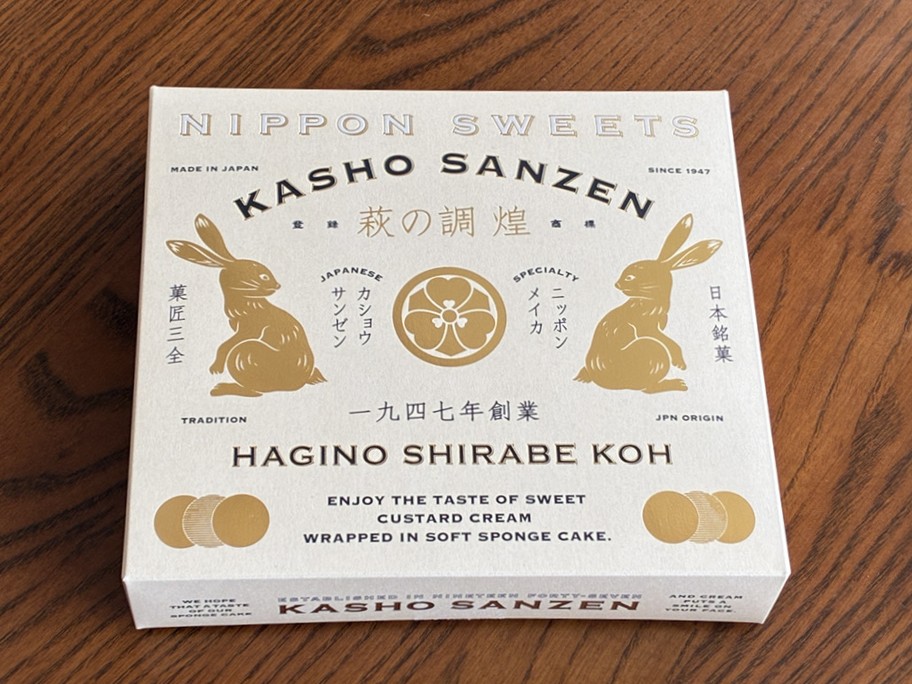 NIPPON SWEETS
MADE IN JAPAN
SINCE 1947
KASHO SANZEN
登録 萩の調 煌 商標
JAPANESE
SPECIALTY
カショウ
サンゼン
ニッポン
メイカ
菓匠三全
日本銘菓
TRADITION
JPN ORIGIN
一九四七年創業
HAGINO SHIRABE KOH
ENJOY THE TASTE OF SWEET
CUSTARD CREAM
WRAPPED IN SOFT SPONGE CAKE.
WE HOPE
THAT A TASTE
OF OUR
SPONGE CAKE
ESTABLISHED IN NINETEEN FORTY-SEVEN
KASHO SANZEN
AND CREAM
PUTS A
SMILE ON
YOUR FACE